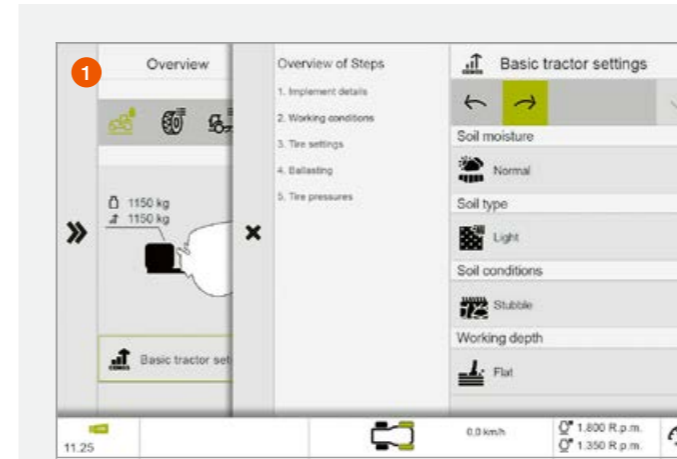 1
Overview
1150 kg
1150 kg
Basic tractor set
Overview of Steps
1. Implement details
2. Working conditions
3. Tire settings
4. Ballasting
5. Tire pressures
CEMOS
Basic tractor settings
Soil moisture
Normal
Soil type
Light
Soil conditions
Stubble
Working depth
Flat
11.25
0,0 km/h
1.800 R.p.m.
1.350 R.p.m.